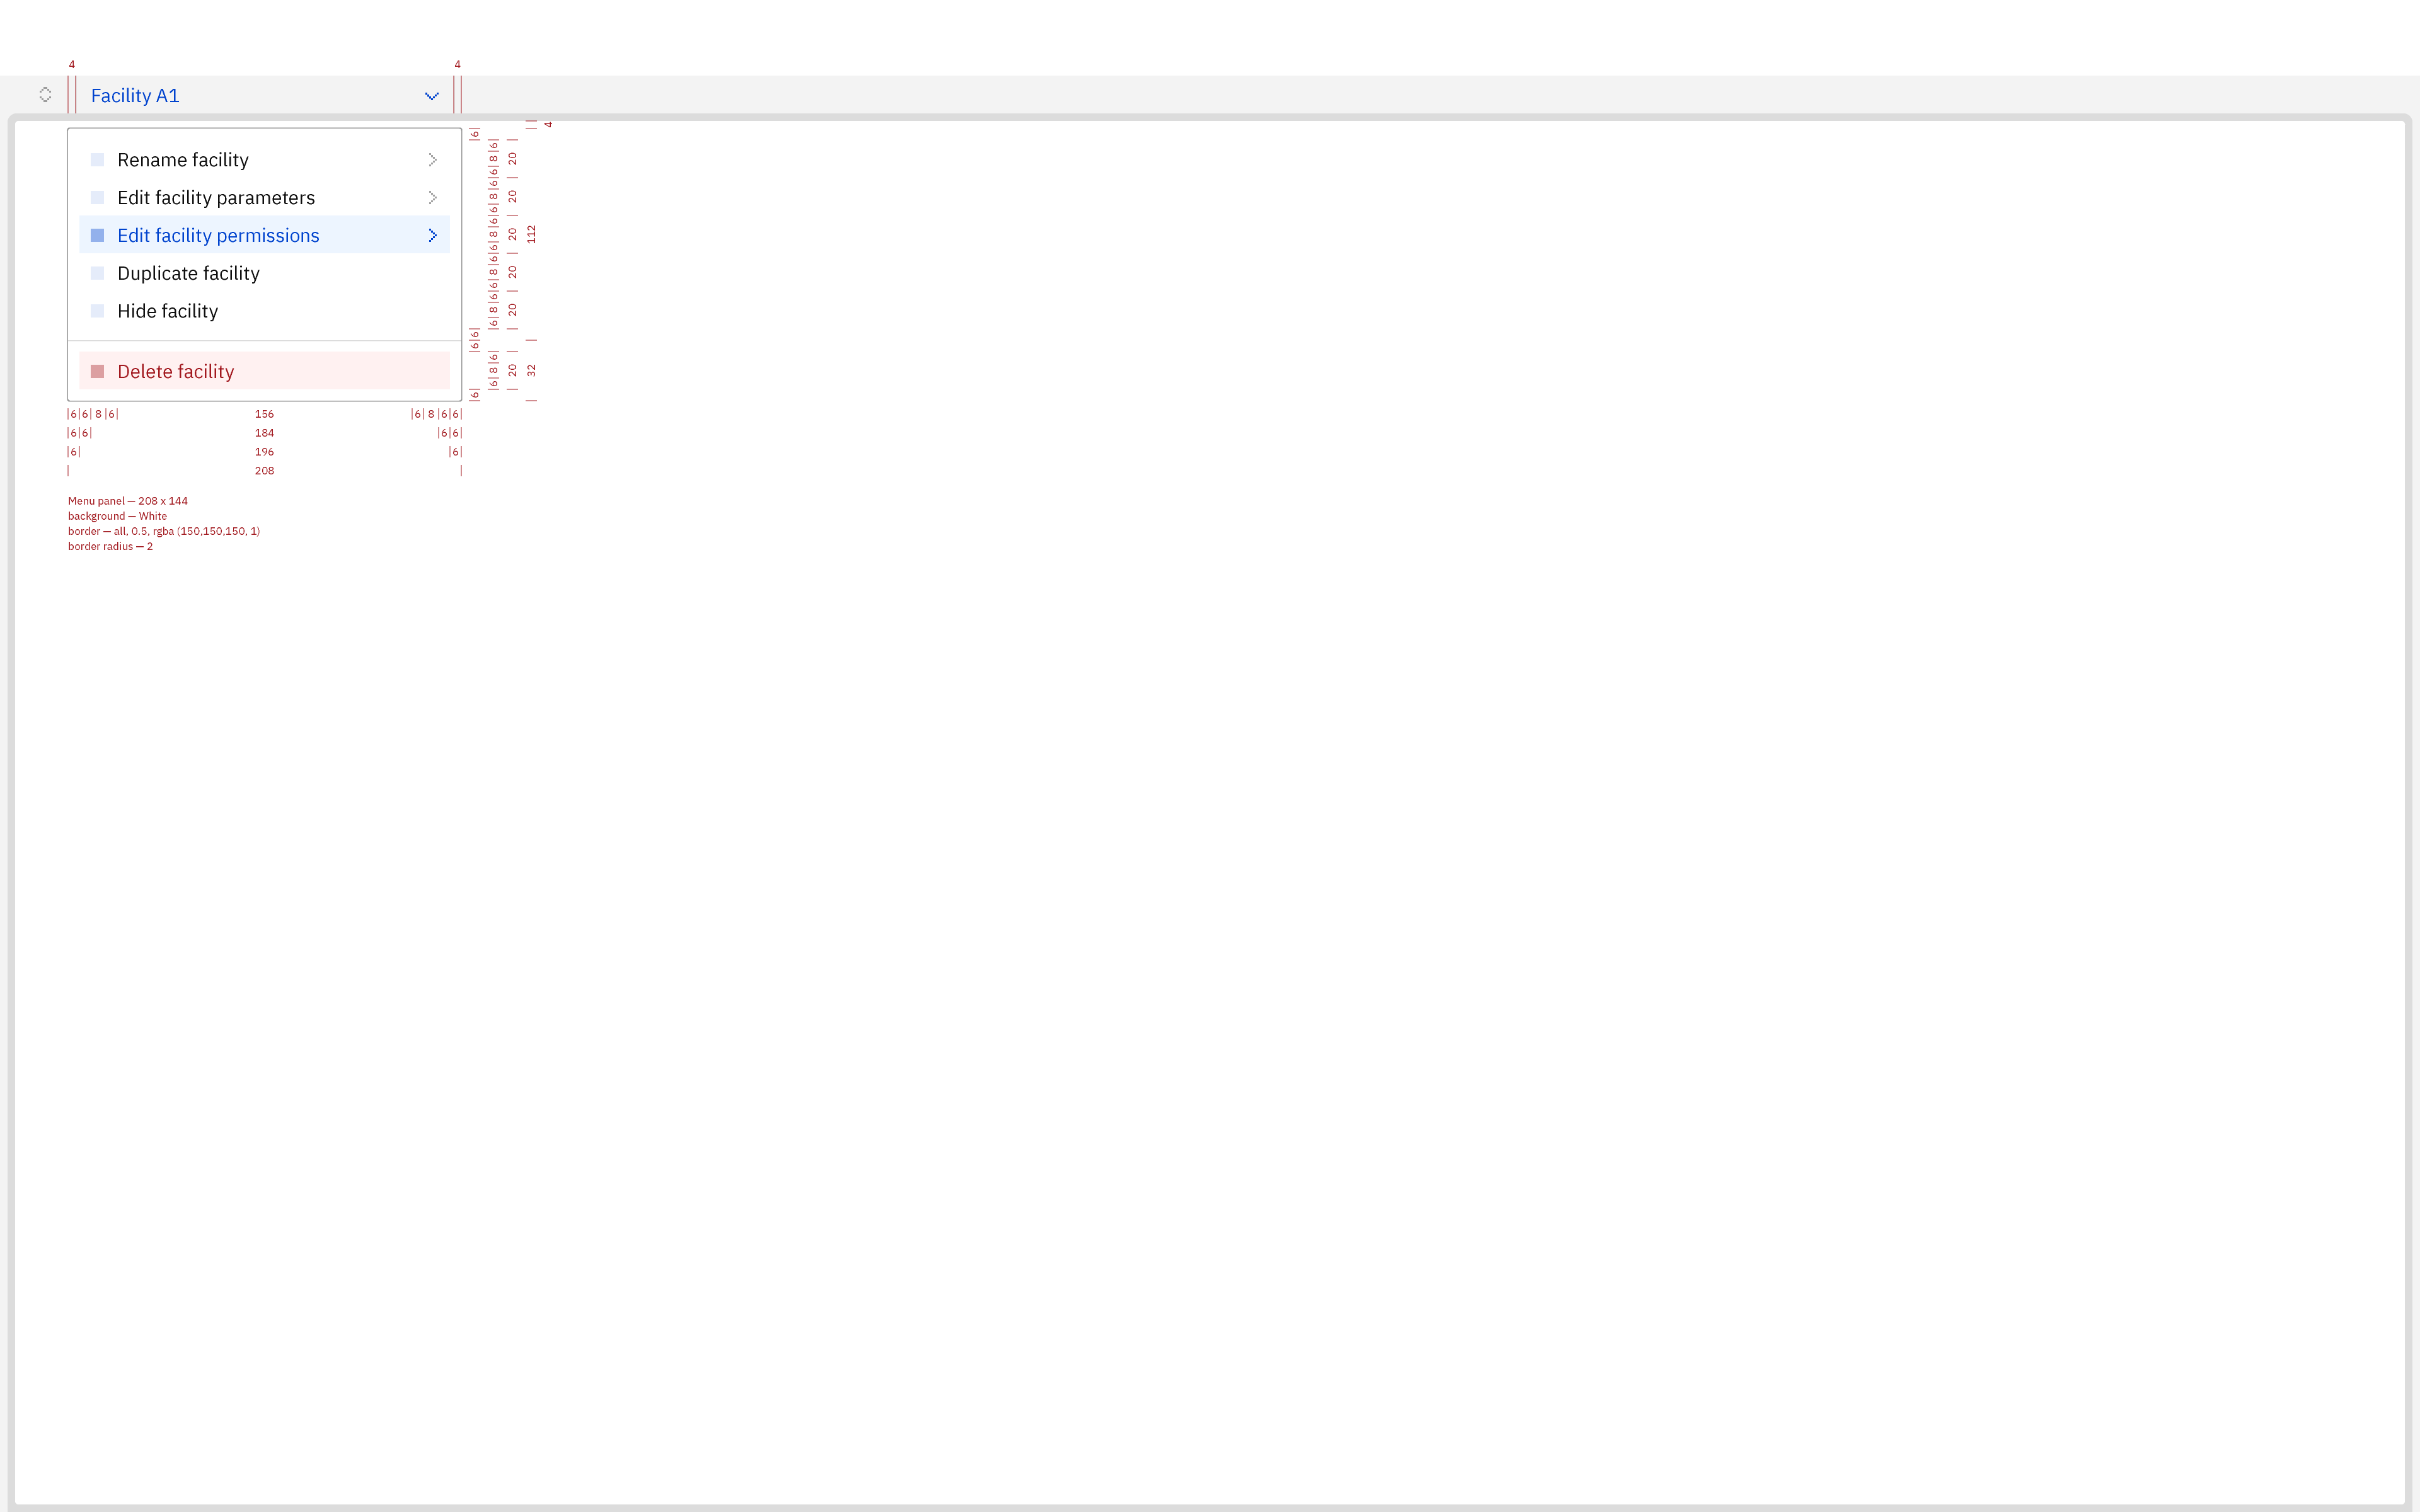 4 4
Facility A1
4
Rename facility
Edit facility parameters
Edit facility permissions
Duplicate facility
Hide facility
Delete facility
6 6 6 6
6 8 6 6 8 6 6 8 6 6 8 6 6 8 6 6 8 6
20 20 20 20 20 20
112 32
6 6 8 6 156 6 8 6 6
6 6 184 6 6
6 196 6
208
Menu panel — 208 x 144
background — White
border — all, 0.5, rgba (150,150,150, 1)
border radius — 2